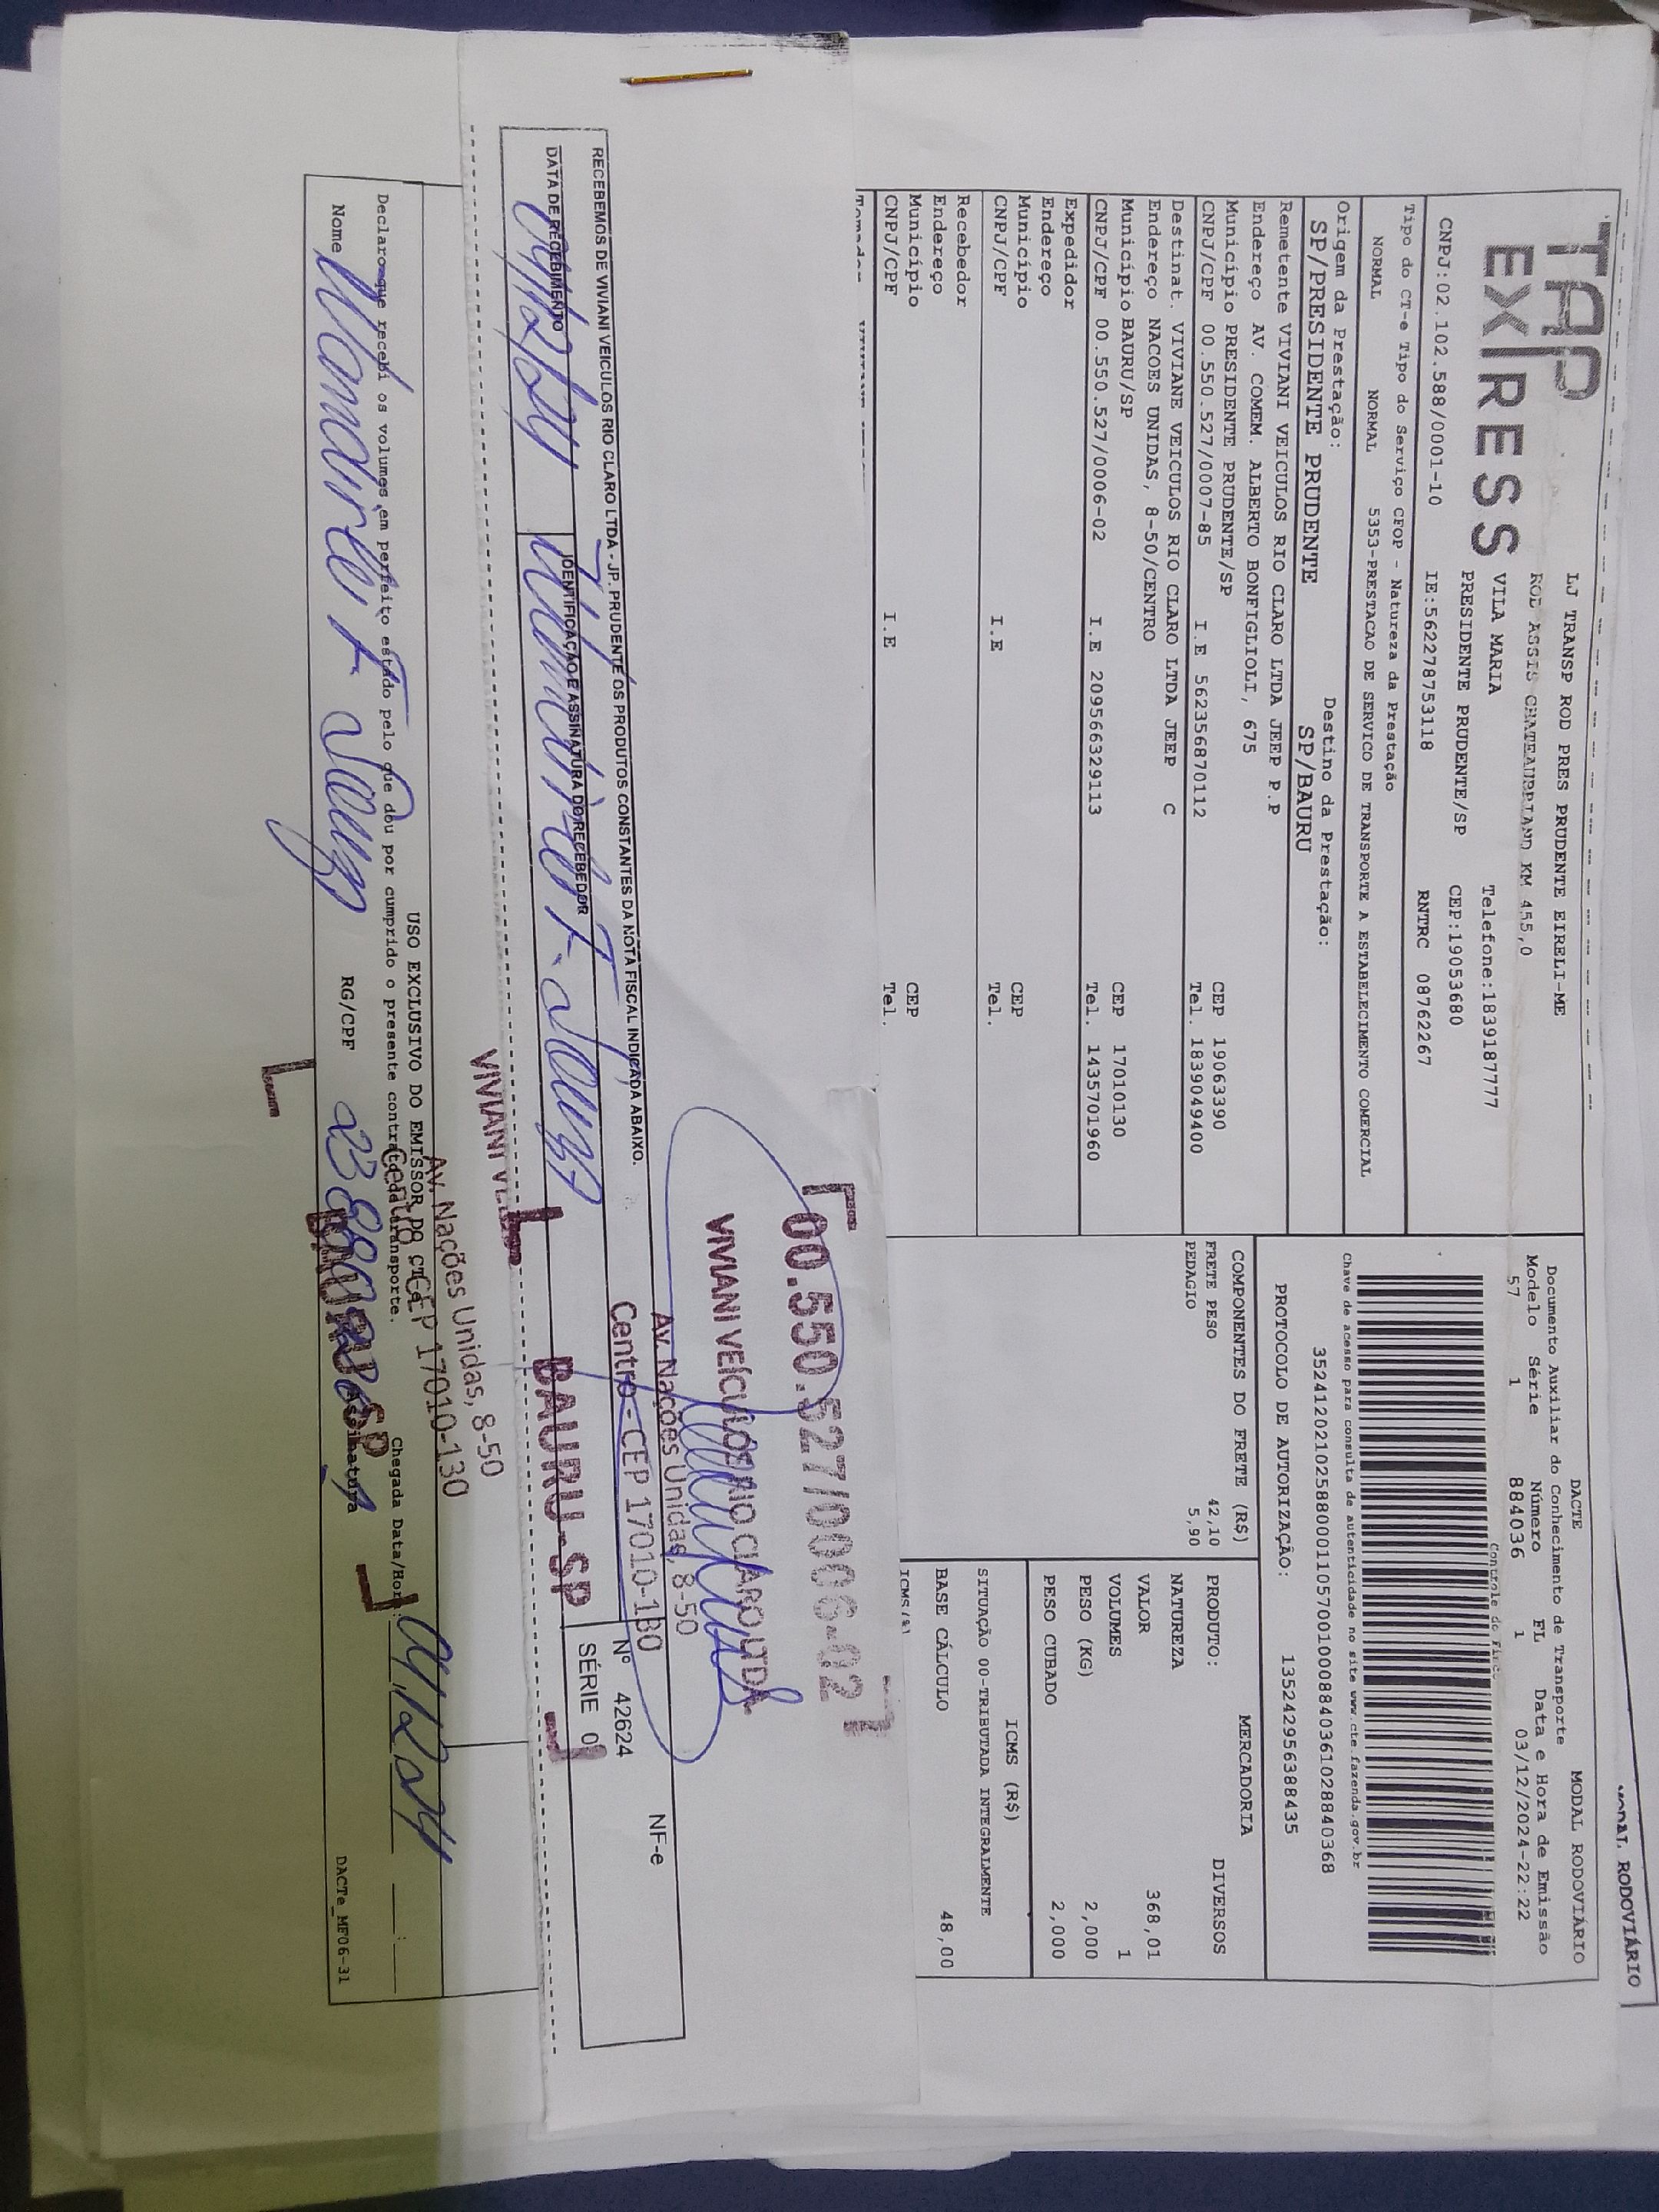 MODAL RODOVIÁRIO
TAP EXPRESS
LJ TRANSP ROD PRES PRUDENTE EIRELI-ME
ROD ASSIS CHATEAUBRIAND KM 455,0
VILA MARIA Telefone:1839187777
PRESIDENTE PRUDENTE/SP CEP:19053680
CNPJ:02.102.588/0001-10 IE:562278753118 RNTRC 08762267
DACTE MODAL RODOVIÁRIO
Documento Auxiliar do Conhecimento de Transporte
Modelo Série Número FL Data e Hora de Emissão
57 1 884036 1 03/12/2024-22:22
Controle do Fisco
Chave de acesso para consulta de autenticidade no site www.cte.fazenda.gov.br
35241202102588000110570010008840361028840368
PROTOCOLO DE AUTORIZAÇÃO: 135242956388435
Tipo do CT-e Tipo do Serviço CFOP - Natureza da Prestação
NORMAL NORMAL 5353-PRESTACAO DE SERVICO DE TRANSPORTE A ESTABELECIMENTO COMERCIAL
Origem da Prestação: Destino da Prestação:
SP/PRESIDENTE PRUDENTE SP/BAURU
Remetente VIVIANI VEICULOS RIO CLARO LTDA JEEP P.P
Endereço AV. COMEM. ALBERTO BONFIGLIOLI, 675
Município PRESIDENTE PRUDENTE/SP CEP 19063390
CNPJ/CPF 00.550.527/0007-85 I.E 562356870112 Tel. 1839049400
Destinat. VIVIANE VEICULOS RIO CLARO LTDA JEEP C
Endereço NACOES UNIDAS, 8-50/CENTRO
Município BAURU/SP CEP 17010130
CNPJ/CPF 00.550.527/0006-02 I.E 209566329113 Tel. 1435701960
Expedidor
Endereço
Município CEP
CNPJ/CPF I.E Tel.
Recebedor
Endereço
Município CEP
CNPJ/CPF I.E Tel.
COMPONENTES DO FRETE (R$)
FRETE PESO 42,10
PEDAGIO 5,90
MERCADORIA
PRODUTO: DIVERSOS
NATUREZA
VALOR 368,01
VOLUMES 1
PESO (KG) 2,000
PESO CUBADO 2,000
ICMS (R$)
SITUAÇÃO 00-TRIBUTADA INTEGRALMENTE
BASE CÁLCULO 48,00
ICMS(%)
00.550.527/0006-02
VIVIANI VEÍCULOS RIO CLARO LTDA.
Av. Nações Unidas, 8-50
Centro - CEP 17010-130
BAURU-SP
RECEBEMOS DE VIVIANI VEICULOS RIO CLARO LTDA - JP. PRUDENTE OS PRODUTOS CONSTANTES DA NOTA FISCAL INDICADA ABAIXO.
NF-e
Nº 42624
SÉRIE 0
DATA DE RECEBIMENTO IDENTIFICAÇÃO E ASSINATURA DO RECEBEDOR
VIVIANI
Av. Nações Unidas, 8-50
CEP 17010-130
Centro
BAURU SP
USO EXCLUSIVO DO EMISSOR DO CT-e
Declaro que recebi os volumes em perfeito estado pelo que dou por cumprido o presente contrato de transporte.
Chegada Data/Hora:
Nome RG/CPF Assinatura
DACTe_MF06-31